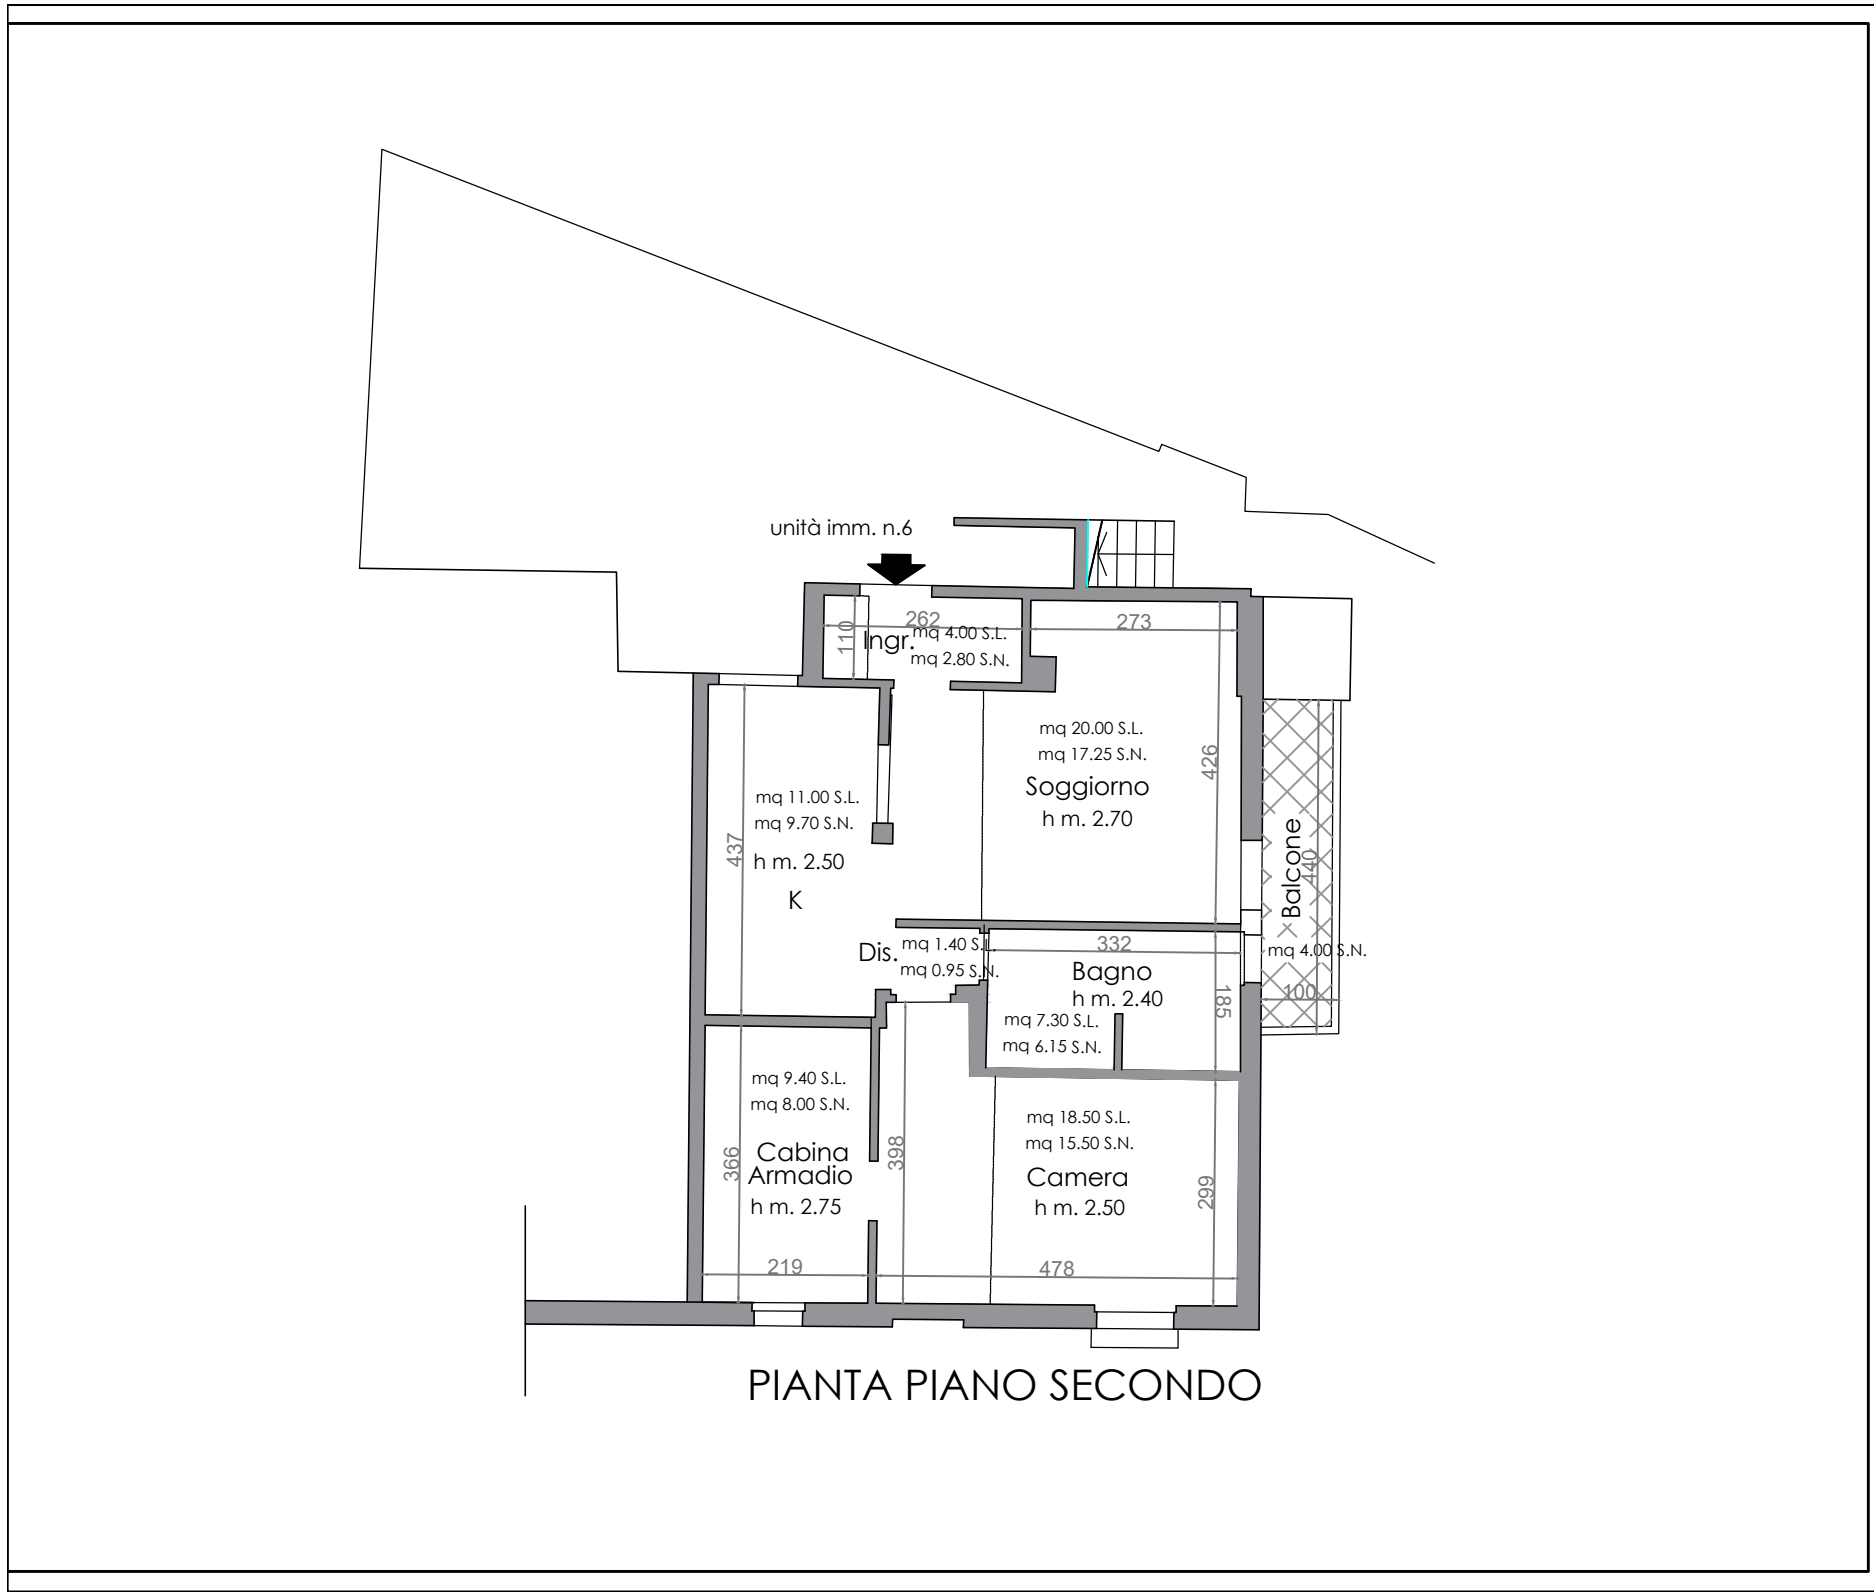 unità imm. n.6
262
273
110
Ingr.
mq 4.00 S.L.
mq 2.80 S.N.
mq 20.00 S.L.
mq 17.25 S.N.
Soggiorno
h m. 2.70
426
mq 11.00 S.L.
mq 9.70 S.N.
h m. 2.50
K
437
Balcone
440
mq 4.00 S.N.
100
Dis.
mq 1.40 S.L.
mq 0.95 S.N.
332
Bagno
h m. 2.40
185
mq 7.30 S.L.
mq 6.15 S.N.
mq 9.40 S.L.
mq 8.00 S.N.
Cabina
Armadio
h m. 2.75
366
398
219
mq 18.50 S.L.
mq 15.50 S.N.
Camera
h m. 2.50
299
478
PIANTA PIANO SECONDO